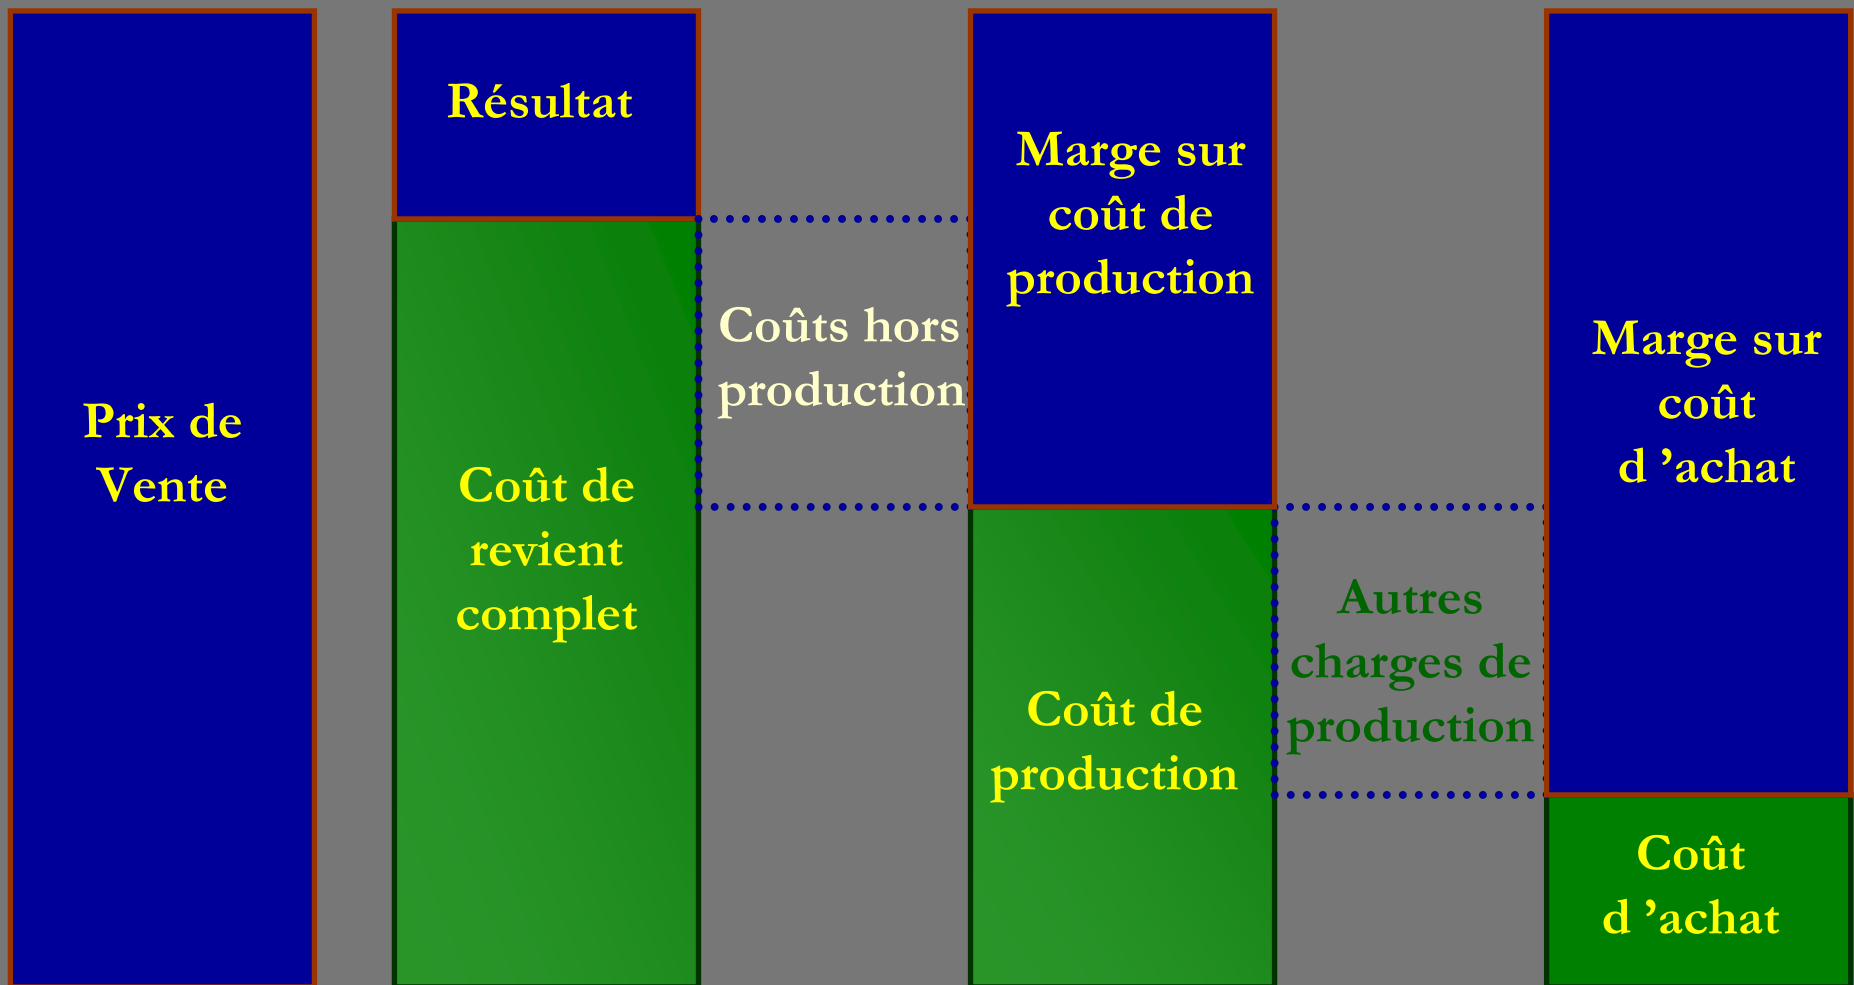 Prix de
Vente
Résultat
Coût de
revient
complet
Coûts hors
production
Marge sur
coût de
production
Coût de
production
Autres
charges de
production
Marge sur
coût
d ’achat
Coût
d ’achat